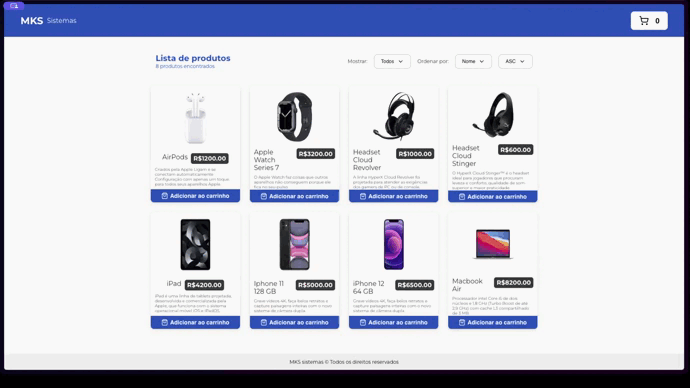 MKS Sistemas
0
Lista de produtos
8 produtos encontrados
Mostrar: Todos Ordenar por: Nome ASC
AirPods R$1200.00
Criados pela Apple
Configuração com apenas um toque
para todos seus aparelhos Apple.
Adicionar ao carrinho
Apple
Watch
Series 7
R$3200.00
O Apple Watch faz coisas que outros
aparelhos não conseguem porque ele
Adicionar ao carrinho
Headset
Cloud
Revolver
R$1000.00
A linha HyperX Cloud Revolver foi
projetada para atender as exigências
dos gamers de PC ou de console
Adicionar ao carrinho
Headset
Cloud
Stinger
R$600.00
O HyperX Cloud Stinger™ é o headset
ideal para jogadores que procuram
leveza e conforto, qualidade de som
Adicionar ao carrinho
iPad R$4200.00
iPad é uma linha de tablets projetada,
desenvolvida e comercializada pela
Apple, que funciona com o sistema
operacional móvel iOS e iPadOS.
Adicionar ao carrinho
Iphone 11
128 GB
R$5000.00
Grave vídeos 4K, faça belos retratos e
capture paisagens inteiras com o novo
sistema de câmera dupla.
Adicionar ao carrinho
iPhone 12
64 GB
R$6500.00
Grave vídeos 4K, faça belos retratos e
capture paisagens inteiras com o novo
sistema de câmera dupla.
Adicionar ao carrinho
Macbook
Air
R$8200.00
Processador intel Core i5 de dois
núcleos e 1,8 GHz (Turbo Boost de até
2,9 GHz) com cache L3 compartilhado
de 3 MB.
Adicionar ao carrinho
MKS sistemas © Todos os direitos reservados